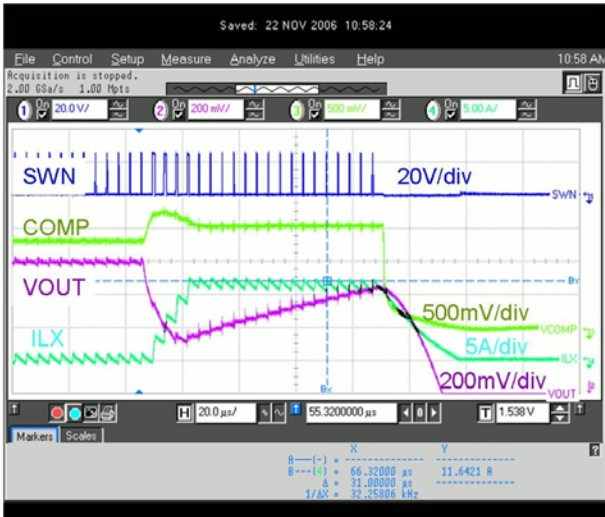 Saved: 22 NOV 2006 10:58:24
File Control Setup Measure Analyze Utilities Help 10:58 AM
Acquisition is stopped.
2.00 GSa/s 1.00 Mpts
1 On 20.0 V/ 2 On 200 mV/ 3 On 500 mV/ 4 On 5.00 A/
SWN 20V/div
SWN
COMP
By
VOUT
500mV/div
VCOMP
ILX 5A/div
ILX
200mV/div
VOUT
Bx
H 20.0 µs/ 55.3200000 µs 0 T 1.538 V
Markers Scales ?
X Y
A---(-) = --------------- ---------------
B---(4) = 66.32000 µs 11.6421 A
Δ = 31.00000 µs ---------------
1/ΔX = 32.25806 kHz